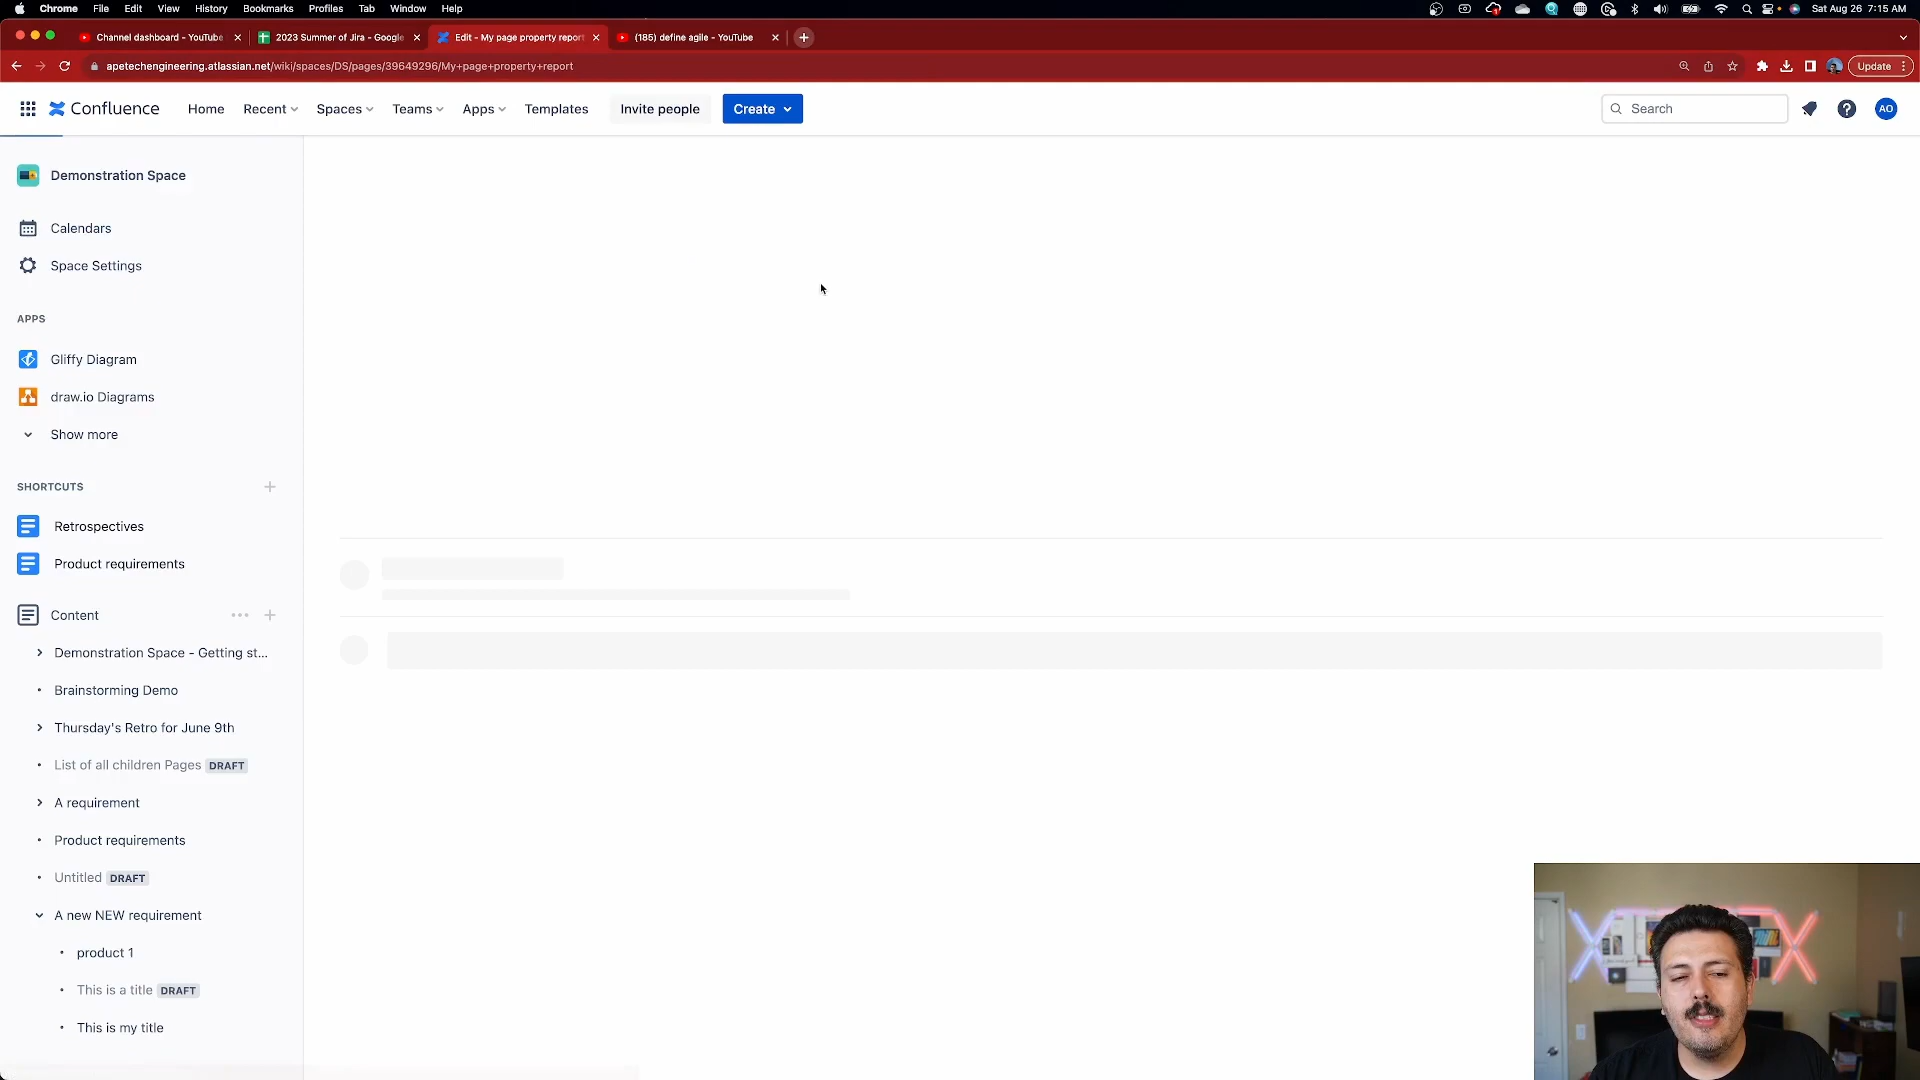 Chrome File Edit View History Bookmarks Profiles Tab Window Help Sat Aug 26 7:15 AM
Channel dashboard - YouTube 2023 Summer of Jira - Google Edit - My page property report (185) define agile - YouTube
apetechengineering.atlassian.net/wiki/spaces/DS/pages/39649296/My+page+property+report Update
Confluence Home Recent Spaces Teams Apps Templates Invite people Create Search AO
Demonstration Space
Calendars
Space Settings
APPS
Gliffy Diagram
draw.io Diagrams
Show more
SHORTCUTS
Retrospectives
Product requirements
Content
Demonstration Space - Getting st...
Brainstorming Demo
Thursday's Retro for June 9th
List of all children Pages DRAFT
A requirement
Product requirements
Untitled DRAFT
A new NEW requirement
product 1
This is a title DRAFT
This is my title